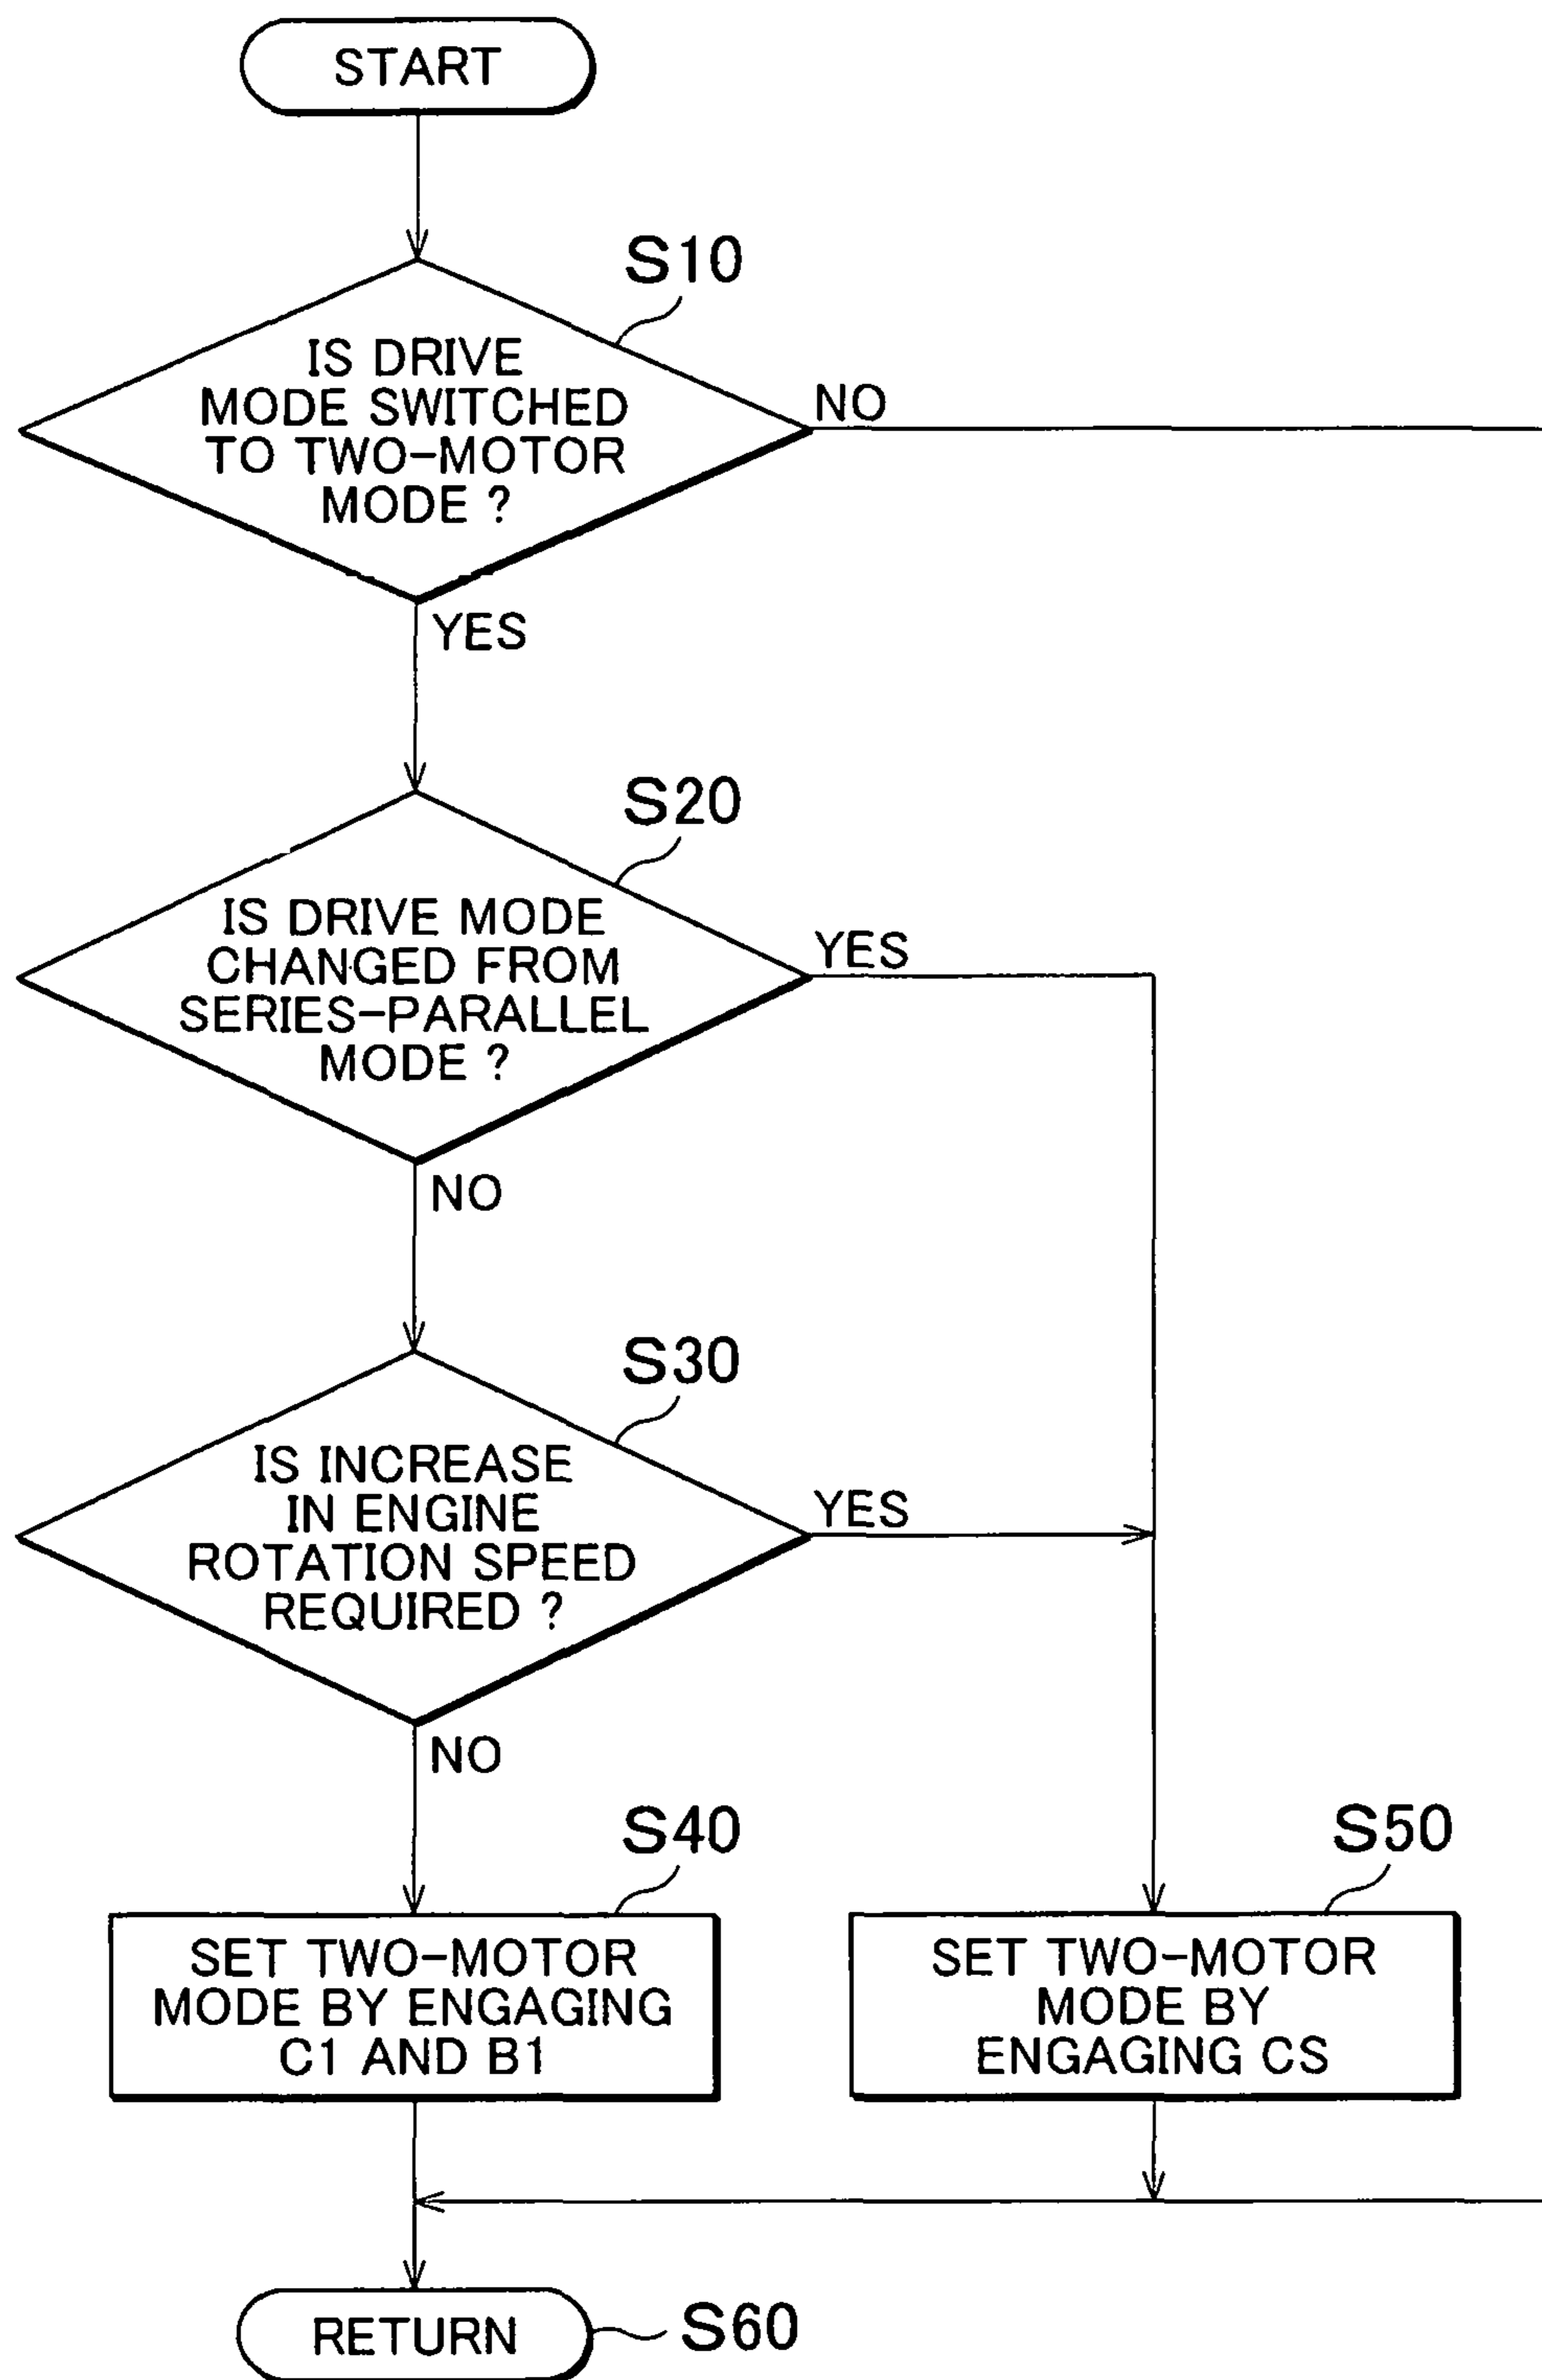 START
S10
IS DRIVE
MODE SWITCHED
TO TWO-MOTOR
MODE ?
NO
YES
S20
IS DRIVE MODE
CHANGED FROM
SERIES-PARALLEL
MODE ?
YES
NO
S30
IS INCREASE
IN ENGINE
ROTATION SPEED
REQUIRED ?
YES
NO
S40
SET TWO-MOTOR
MODE BY ENGAGING
C1 AND B1
S50
SET TWO-MOTOR
MODE BY
ENGAGING CS
RETURN
S60